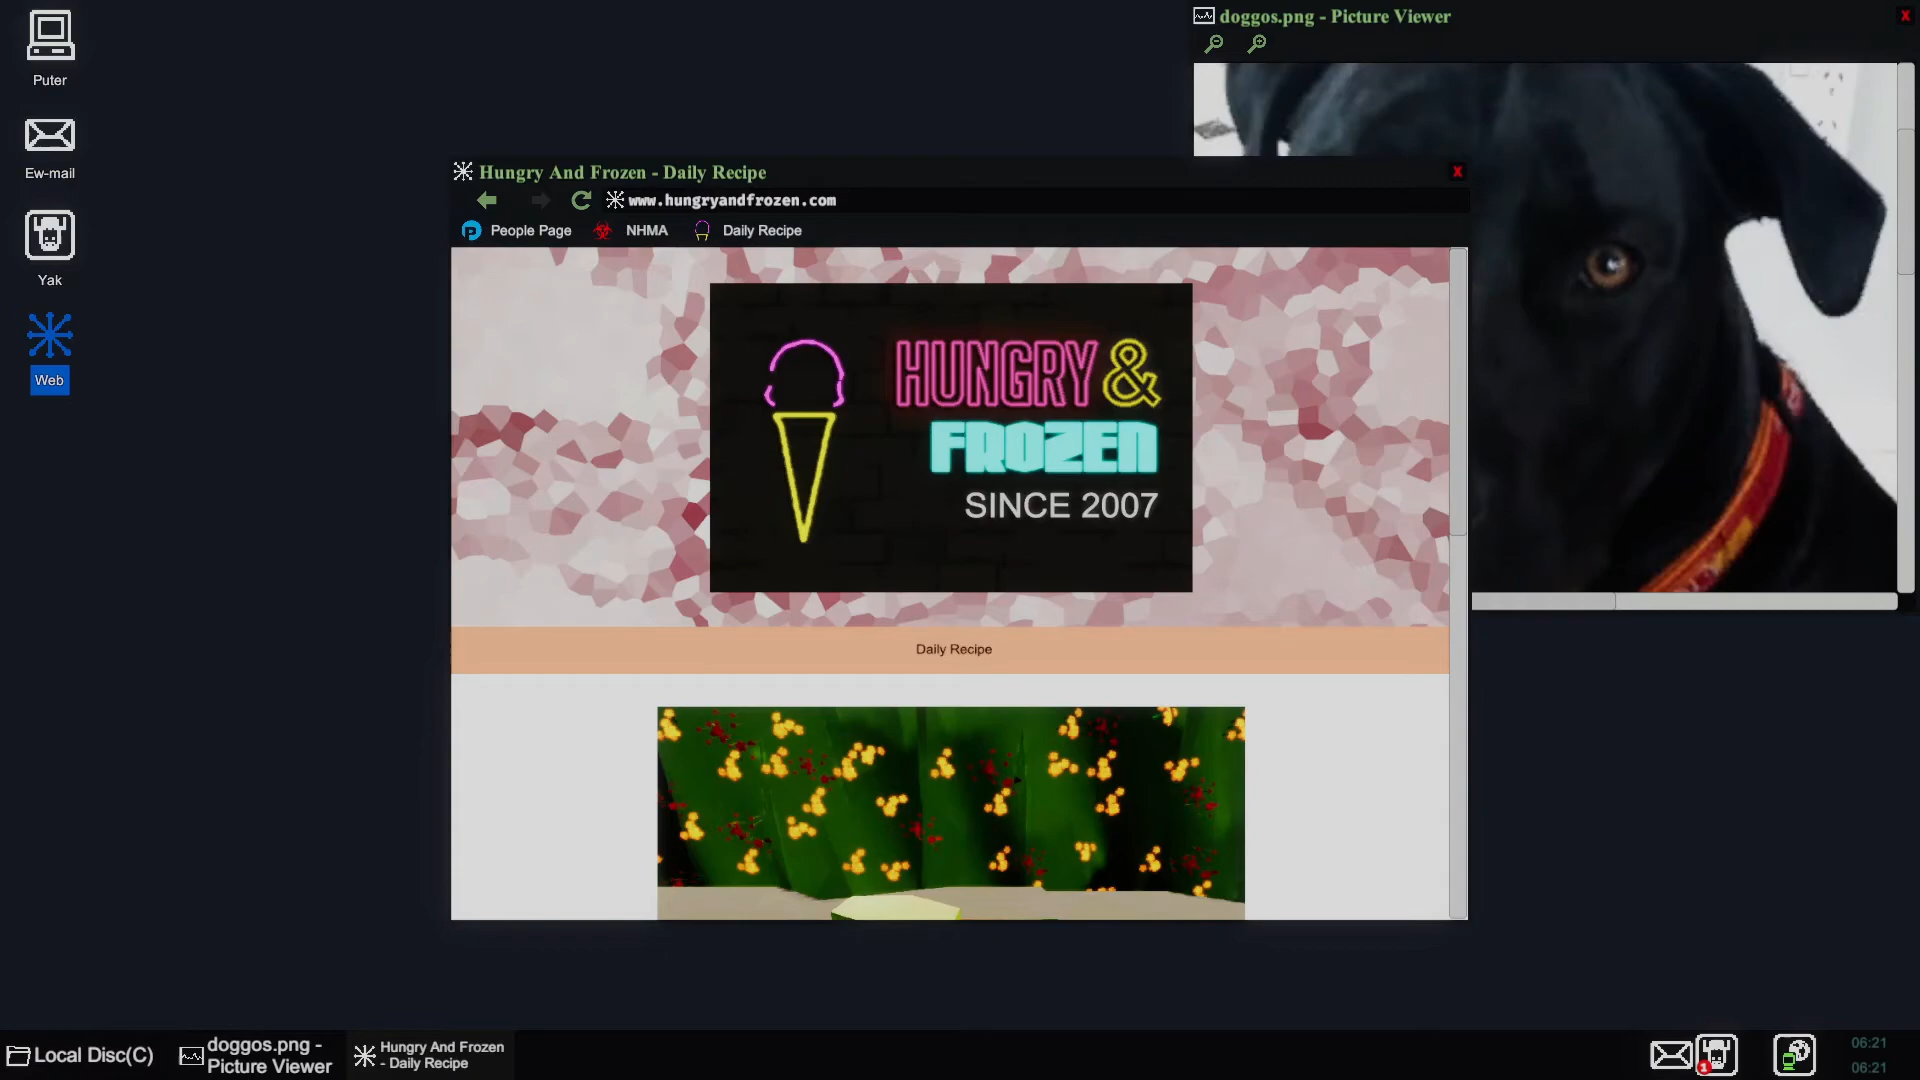 Puter
Ew-mail
Yak
Web
doggos.png - Picture Viewer
X
Hungry And Frozen - Daily Recipe
X
www.hungryandfrozen.com
People Page
NHMA
Daily Recipe
HUNGRY &
FROZEN
SINCE 2007
Daily Recipe
Local Disc(C)
doggos.png -
Picture Viewer
Hungry And Frozen
- Daily Recipe
1
06:21
06:21